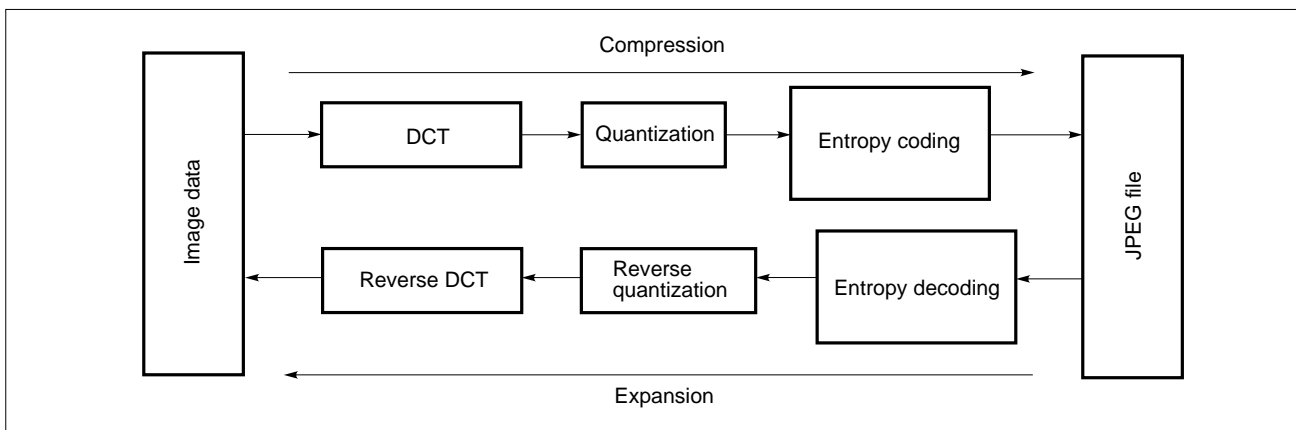 Compression
Image data
DCT
Quantization
Entropy coding
JPEG file
Reverse DCT
Reverse
quantization
Entropy decoding
Expansion